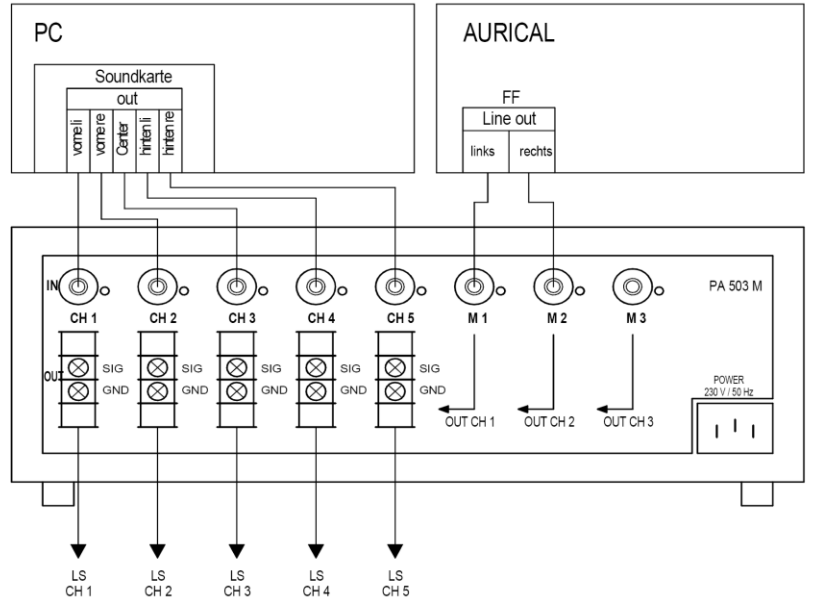 PC
AURICAL
Soundkarte
out
vorne li
vorne re
Center
hinten li
hinten re
FF
Line out
links
rechts
IN
CH 1
CH 2
CH 3
CH 4
CH 5
M 1
M 2
M 3
PA 503 M
OUT
SIG
GND
SIG
GND
SIG
GND
SIG
GND
SIG
GND
OUT CH 1
OUT CH 2
OUT CH 3
POWER
230 V / 50 Hz
LS
CH 1
LS
CH 2
LS
CH 3
LS
CH 4
LS
CH 5